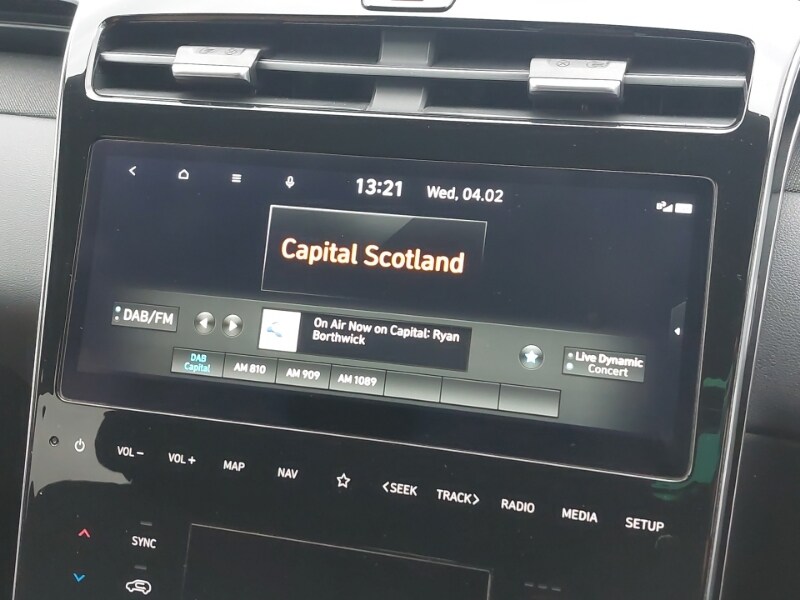 13:21 Wed, 04.02
Capital Scotland
DAB/FM
On Air Now on Capital: Ryan
Borthwick
Live Dynamic
Concert
DAB
Capital
AM 810
AM 909
AM 1089
VOL−
VOL+
MAP
NAV
<SEEK
TRACK>
RADIO
MEDIA
SETUP
SYNC